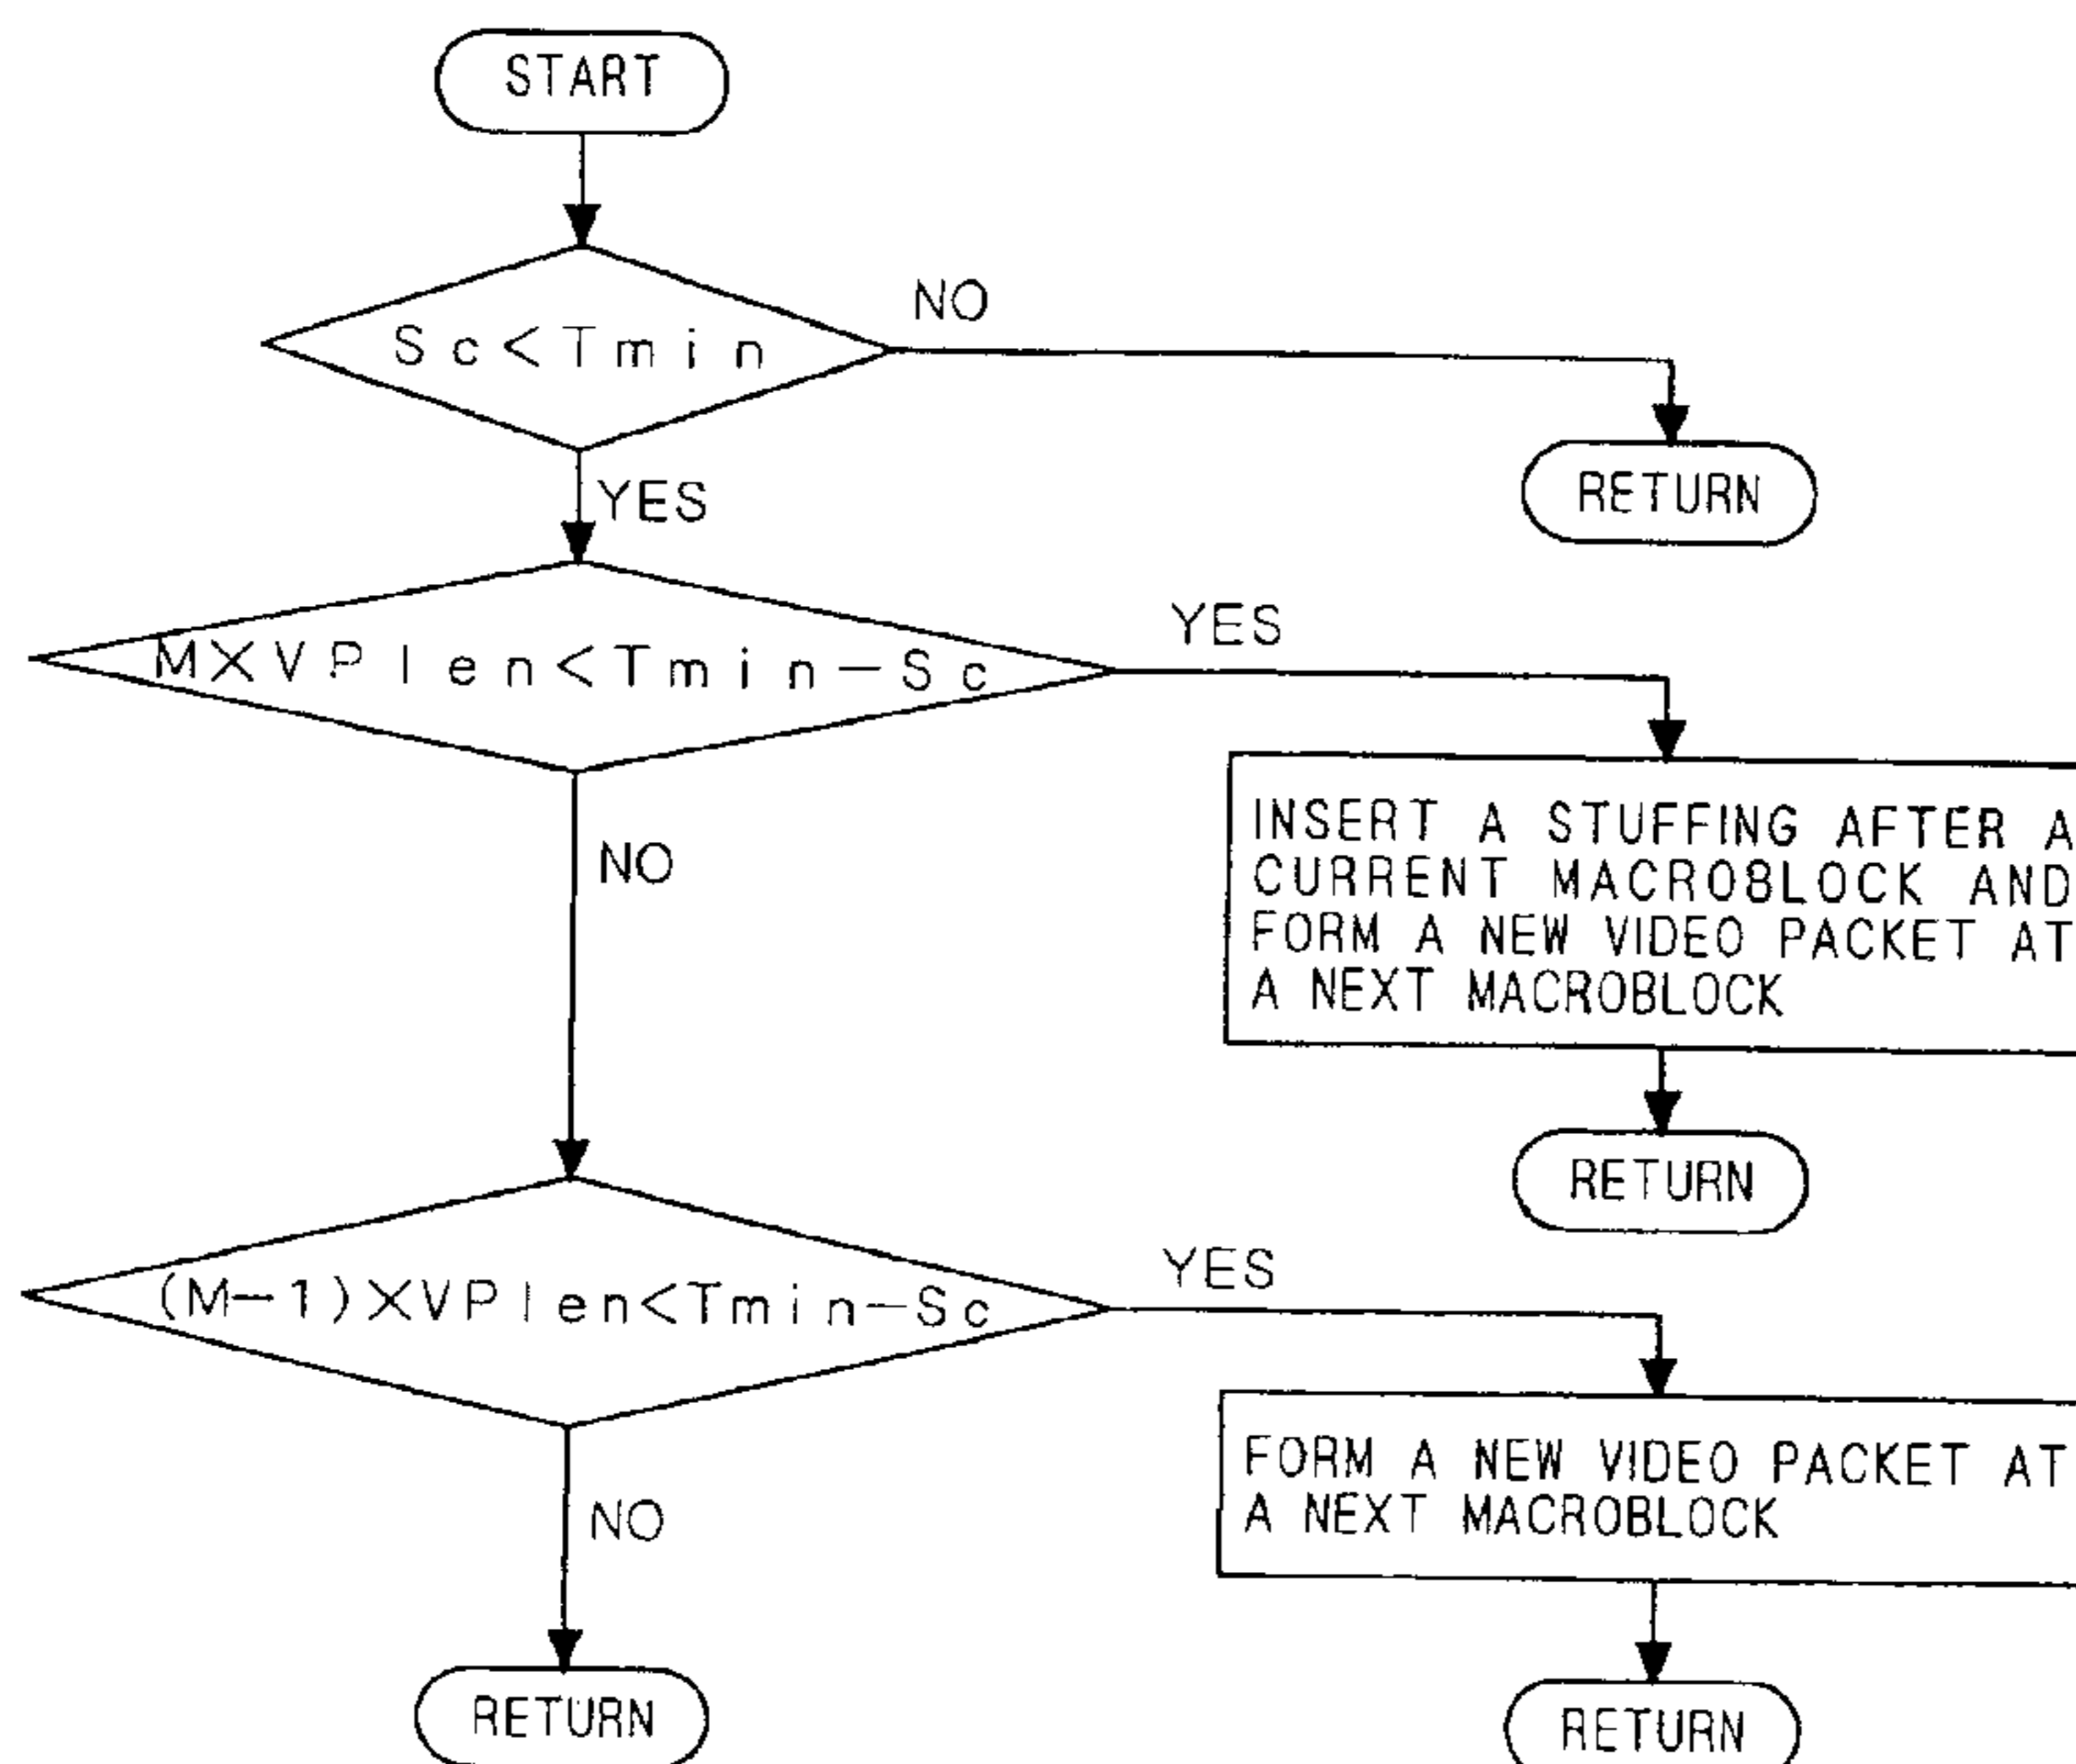 START
Sc<Tmin
NO
RETURN
YES
M×VPlen<Tmin-Sc
YES
INSERT A STUFFING AFTER A
CURRENT MACROBLOCK AND
FORM A NEW VIDEO PACKET AT
A NEXT MACROBLOCK
NO
RETURN
(M-1)×VPlen<Tmin-Sc
YES
FORM A NEW VIDEO PACKET AT
A NEXT MACROBLOCK
NO
RETURN
RETURN